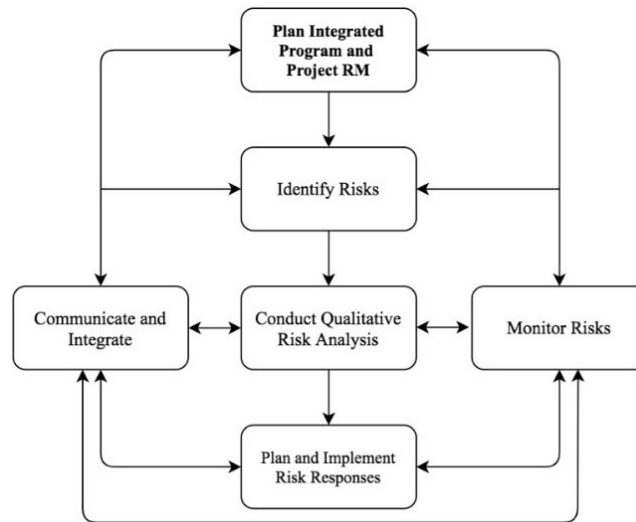 Plan Integrated
Program and
Project RM
Identify Risks
Communicate and
Integrate
Conduct Qualitative
Risk Analysis
Monitor Risks
Plan and Implement
Risk Responses